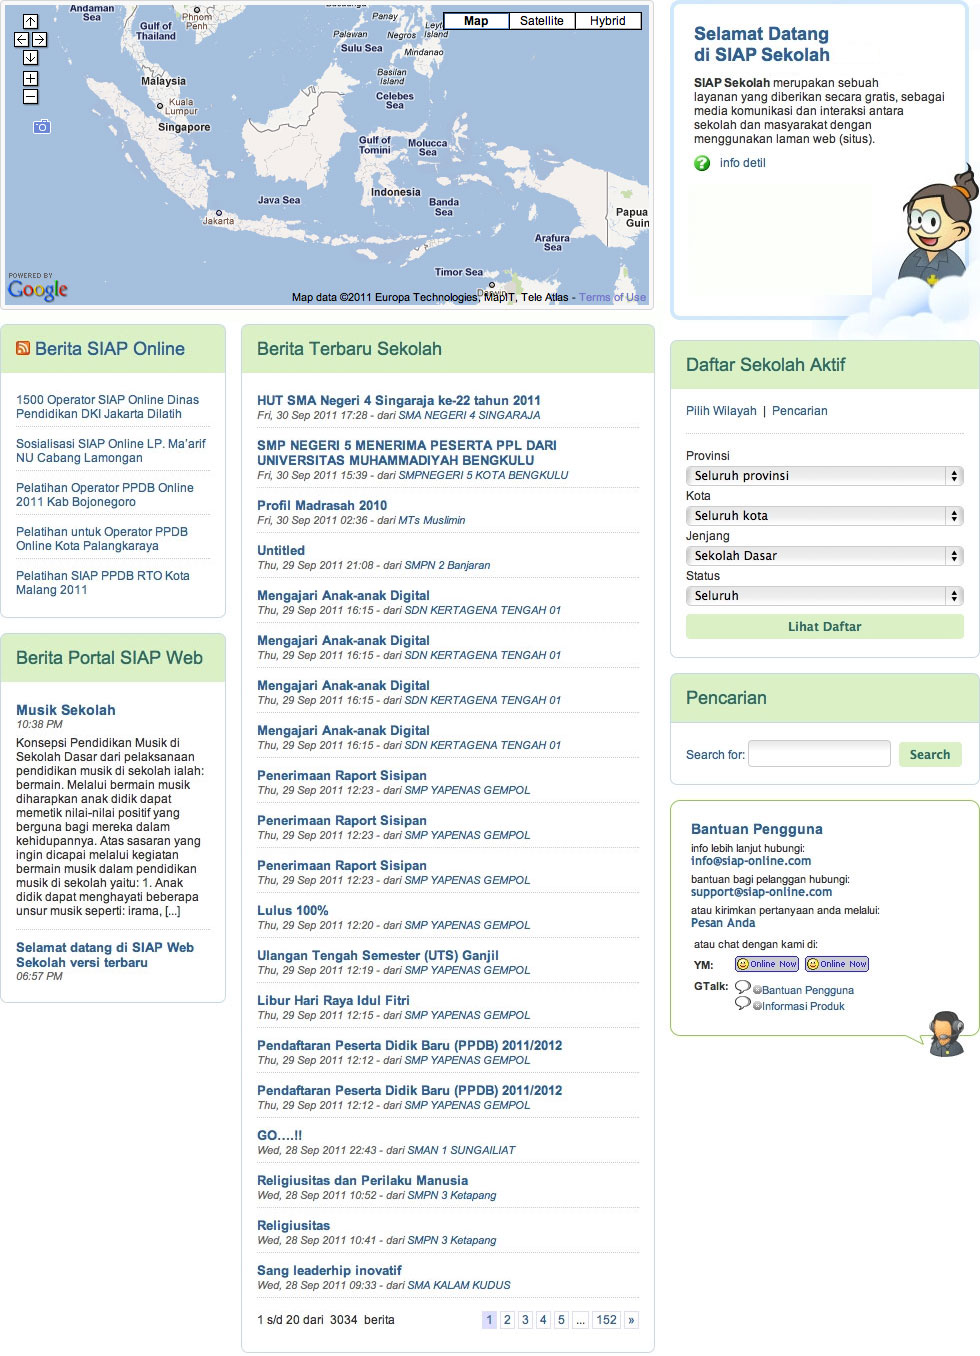 Andaman
Sea
Gulf of
Thailand
Phnom
Penh
Panay
Palawan
Negros
Leyte
Island
Sulu Sea
Mindanao
Basilan
Island
Celebes
Sea
Malaysia
Kuala
Lumpur
Singapore
Gulf of
Tomini
Molucca
Sea
Indonesia
Java Sea
Banda
Sea
Jakarta
Papua
Guin
Arafura
Sea
Timor Sea
Map
Satellite
Hybrid
POWERED BY
Google
Map data ©2011 Europa Technologies, MapIT, Tele Atlas - Terms of Use
Selamat Datang
di SIAP Sekolah
SIAP Sekolah merupakan sebuah
layanan yang diberikan secara gratis, sebagai
media komunikasi dan interaksi antara
sekolah dan masyarakat dengan
menggunakan laman web (situs).
info detil
Berita SIAP Online
1500 Operator SIAP Online Dinas
Pendidikan DKI Jakarta Dilatih
Sosialisasi SIAP Online LP. Ma'arif
NU Cabang Lamongan
Pelatihan Operator PPDB Online
2011 Kab Bojonegoro
Pelatihan untuk Operator PPDB
Online Kota Palangkaraya
Pelatihan SIAP PPDB RTO Kota
Malang 2011
Berita Portal SIAP Web
Musik Sekolah
10:38 PM
Konsepsi Pendidikan Musik di
Sekolah Dasar dari pelaksanaan
pendidikan musik di sekolah ialah:
bermain. Melalui bermain musik
diharapkan anak didik dapat
memetik nilai-nilai positif yang
berguna bagi mereka dalam
kehidupannya. Atas sasaran yang
ingin dicapai melalui kegiatan
bermain musik dalam pendidikan
musik di sekolah yaitu: 1. Anak
didik dapat menghayati beberapa
unsur musik seperti: irama, [...]
Selamat datang di SIAP Web
Sekolah versi terbaru
06:57 PM
Berita Terbaru Sekolah
HUT SMA Negeri 4 Singaraja ke-22 tahun 2011
Fri, 30 Sep 2011 17:28 - dari SMA NEGERI 4 SINGARAJA
SMP NEGERI 5 MENERIMA PESERTA PPL DARI
UNIVERSITAS MUHAMMADIYAH BENGKULU
Fri, 30 Sep 2011 15:39 - dari SMPNEGERI 5 KOTA BENGKULU
Profil Madrasah 2010
Fri, 30 Sep 2011 02:36 - dari MTs Muslimin
Untitled
Thu, 29 Sep 2011 21:08 - dari SMPN 2 Banjaran
Mengajari Anak-anak Digital
Thu, 29 Sep 2011 16:15 - dari SDN KERTAGENA TENGAH 01
Mengajari Anak-anak Digital
Thu, 29 Sep 2011 16:15 - dari SDN KERTAGENA TENGAH 01
Mengajari Anak-anak Digital
Thu, 29 Sep 2011 16:15 - dari SDN KERTAGENA TENGAH 01
Mengajari Anak-anak Digital
Thu, 29 Sep 2011 16:15 - dari SDN KERTAGENA TENGAH 01
Penerimaan Raport Sisipan
Thu, 29 Sep 2011 12:23 - dari SMP YAPENAS GEMPOL
Penerimaan Raport Sisipan
Thu, 29 Sep 2011 12:23 - dari SMP YAPENAS GEMPOL
Penerimaan Raport Sisipan
Thu, 29 Sep 2011 12:23 - dari SMP YAPENAS GEMPOL
Lulus 100%
Thu, 29 Sep 2011 12:20 - dari SMP YAPENAS GEMPOL
Ulangan Tengah Semester (UTS) Ganjil
Thu, 29 Sep 2011 12:19 - dari SMP YAPENAS GEMPOL
Libur Hari Raya Idul Fitri
Thu, 29 Sep 2011 12:15 - dari SMP YAPENAS GEMPOL
Pendaftaran Peserta Didik Baru (PPDB) 2011/2012
Thu, 29 Sep 2011 12:12 - dari SMP YAPENAS GEMPOL
Pendaftaran Peserta Didik Baru (PPDB) 2011/2012
Thu, 29 Sep 2011 12:12 - dari SMP YAPENAS GEMPOL
GO....!!
Wed, 28 Sep 2011 22:43 - dari SMAN 1 SUNGAILIAT
Religiusitas dan Perilaku Manusia
Wed, 28 Sep 2011 10:52 - dari SMPN 3 Ketapang
Religiusitas
Wed, 28 Sep 2011 10:41 - dari SMPN 3 Ketapang
Sang leaderhip inovatif
Wed, 28 Sep 2011 09:33 - dari SMA KALAM KUDUS
1 s/d 20 dari 3034 berita
1 2 3 4 5 ... 152 »
Daftar Sekolah Aktif
Pilih Wilayah | Pencarian
Provinsi
Seluruh provinsi
Kota
Seluruh kota
Jenjang
Sekolah Dasar
Status
Seluruh
Lihat Daftar
Pencarian
Search for:
Search
Bantuan Pengguna
info lebih lanjut hubungi:
info@siap-online.com
bantuan bagi pelanggan hubungi:
support@siap-online.com
atau kirimkan pertanyaan anda melalui:
Pesan Anda
atau chat dengan kami di:
YM: Online Now Online Now
GTalk: Bantuan Pengguna
Informasi Produk